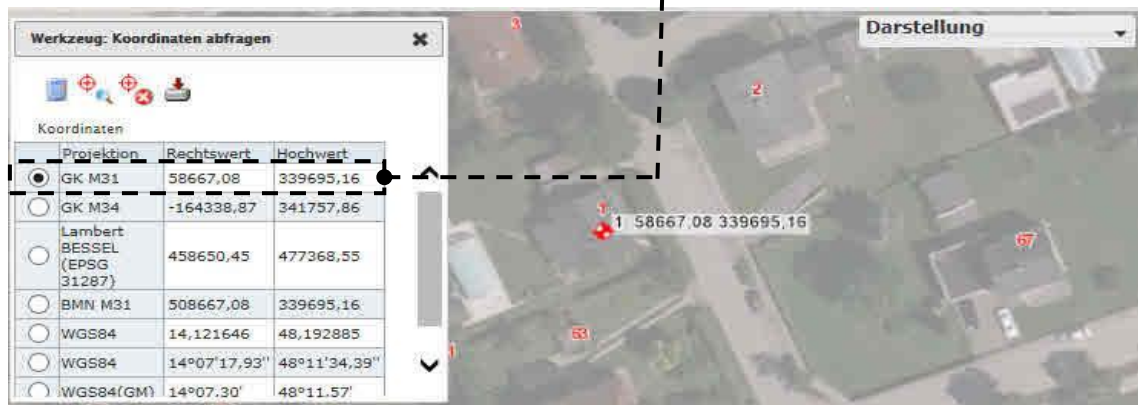 Werkzeug: Koordinaten abfragen
Darstellung
Koordinaten
Projektion Rechtswert Hochwert
GK M31 58667,08 339695,16
GK M34 -164338,87 341757,86
Lambert
BESSEL
(EPSG
31287)
458650,45 477368,55
BMN M31 508667,08 339695,16
WGS84 14,121646 48,192885
WGS84 14°07'17,93" 48°11'34,39"
WGS84(GM) 14°07.30' 48°11.57'
3
2
1
1 58667,08 339695,16
67
63
1